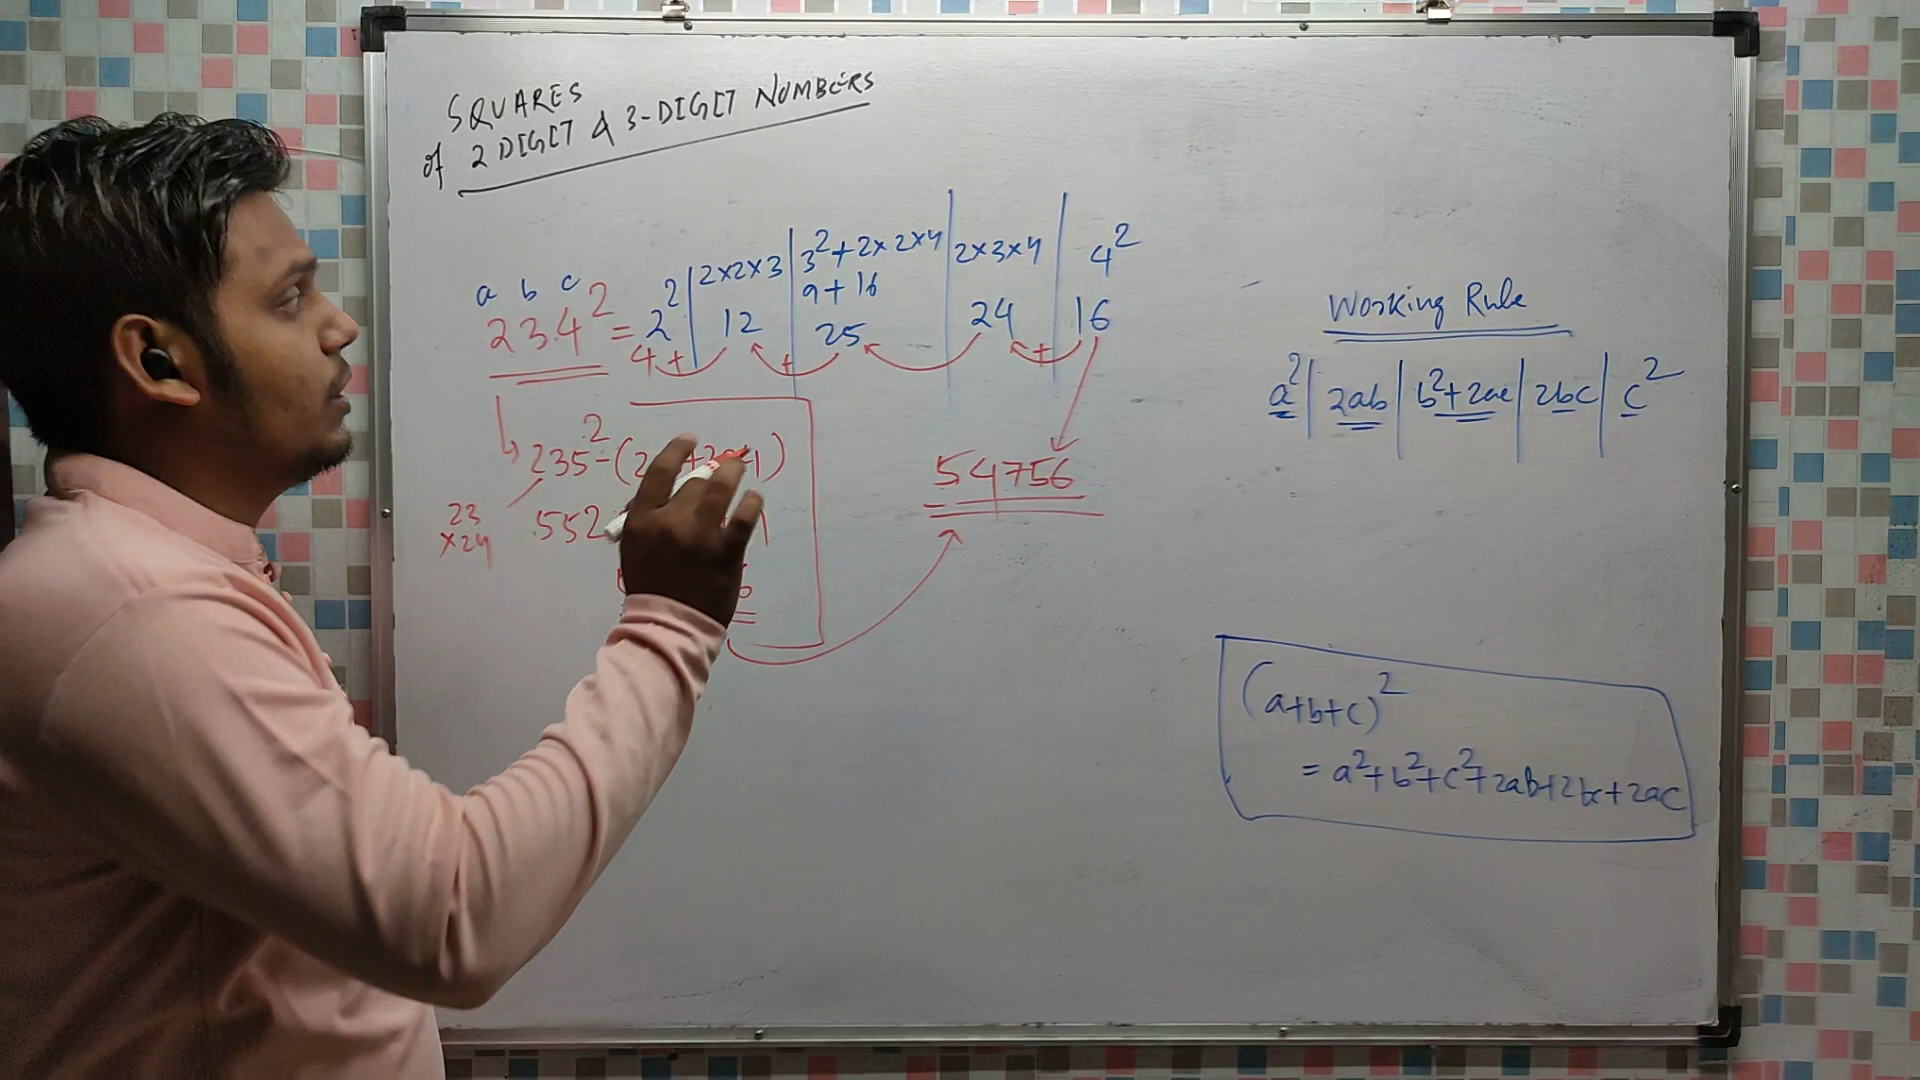 SQUARES
of 2 DIGIT & 3-DIGIT NUMBERS
a b c
234² = 2² | 2×2×3 | 3²+2×2×4 | 2×3×4 | 4²
9+16
4 + 12 + 25 24 + 16
235² - (2
1)
23
×24
552
54756
Working Rule
a² | 2ab | b²+2ac | 2bc | c²
(a+b+c)²
= a²+b²+c²+2ab+2bc+2ac